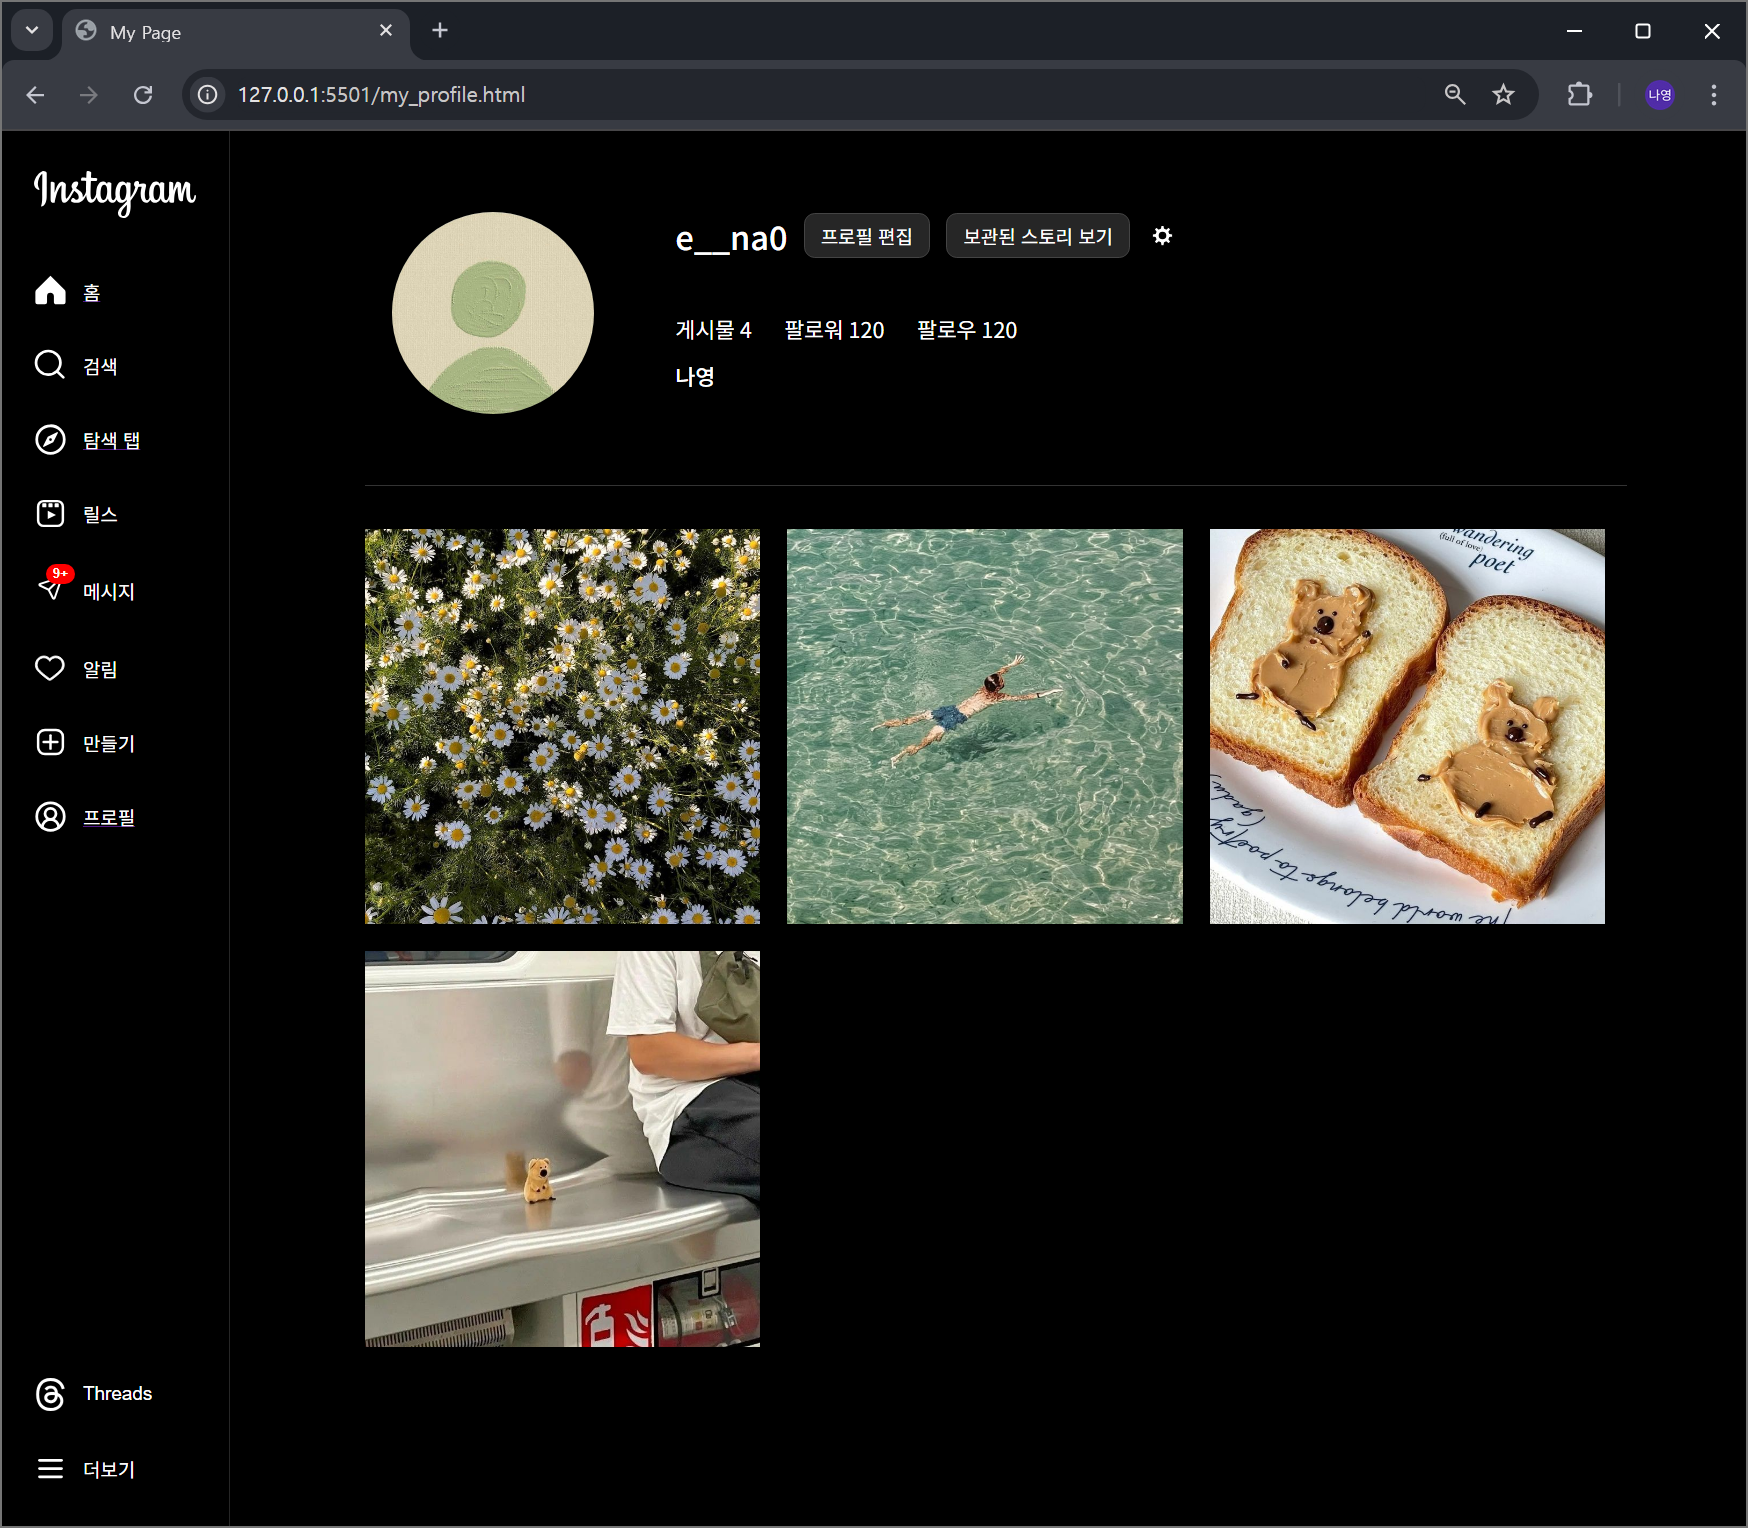 My Page
127.0.0.1:5501/my_profile.html
나영
Instagram
홈
검색
탐색 탭
릴스
9+
메시지
알림
만들기
프로필
Threads
더보기
e__na0
프로필 편집
보관된 스토리 보기
게시물 4
팔로워 120
팔로우 120
나영
wandering
(full of love)
poet
The world belongs to poetry